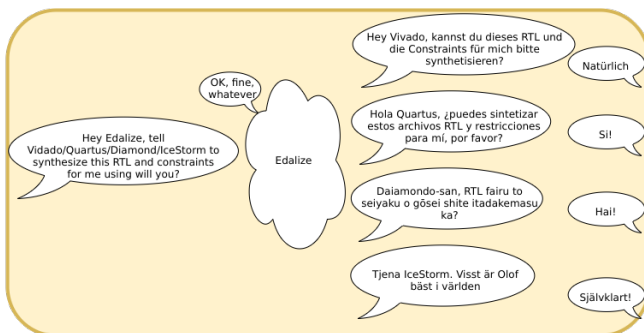 Hey Edalize, tell
Vidado/Quartus/Diamond/IceStorm to
synthesize this RTL and constraints
for me using will you?
OK, fine,
whatever
Edalize
Hey Vivado, kannst du dieses RTL und
die Constraints für mich bitte
synthetisieren?
Natürlich
Hola Quartus, ¿puedes sintetizar
estos archivos RTL y restricciones
para mí, por favor?
Si!
Daiamondo-san, RTL fairu to
seiyaku o gōsei shite itadakemasu
ka?
Hai!
Tjena IceStorm. Visst är Olof
bäst i världen
Självklart!